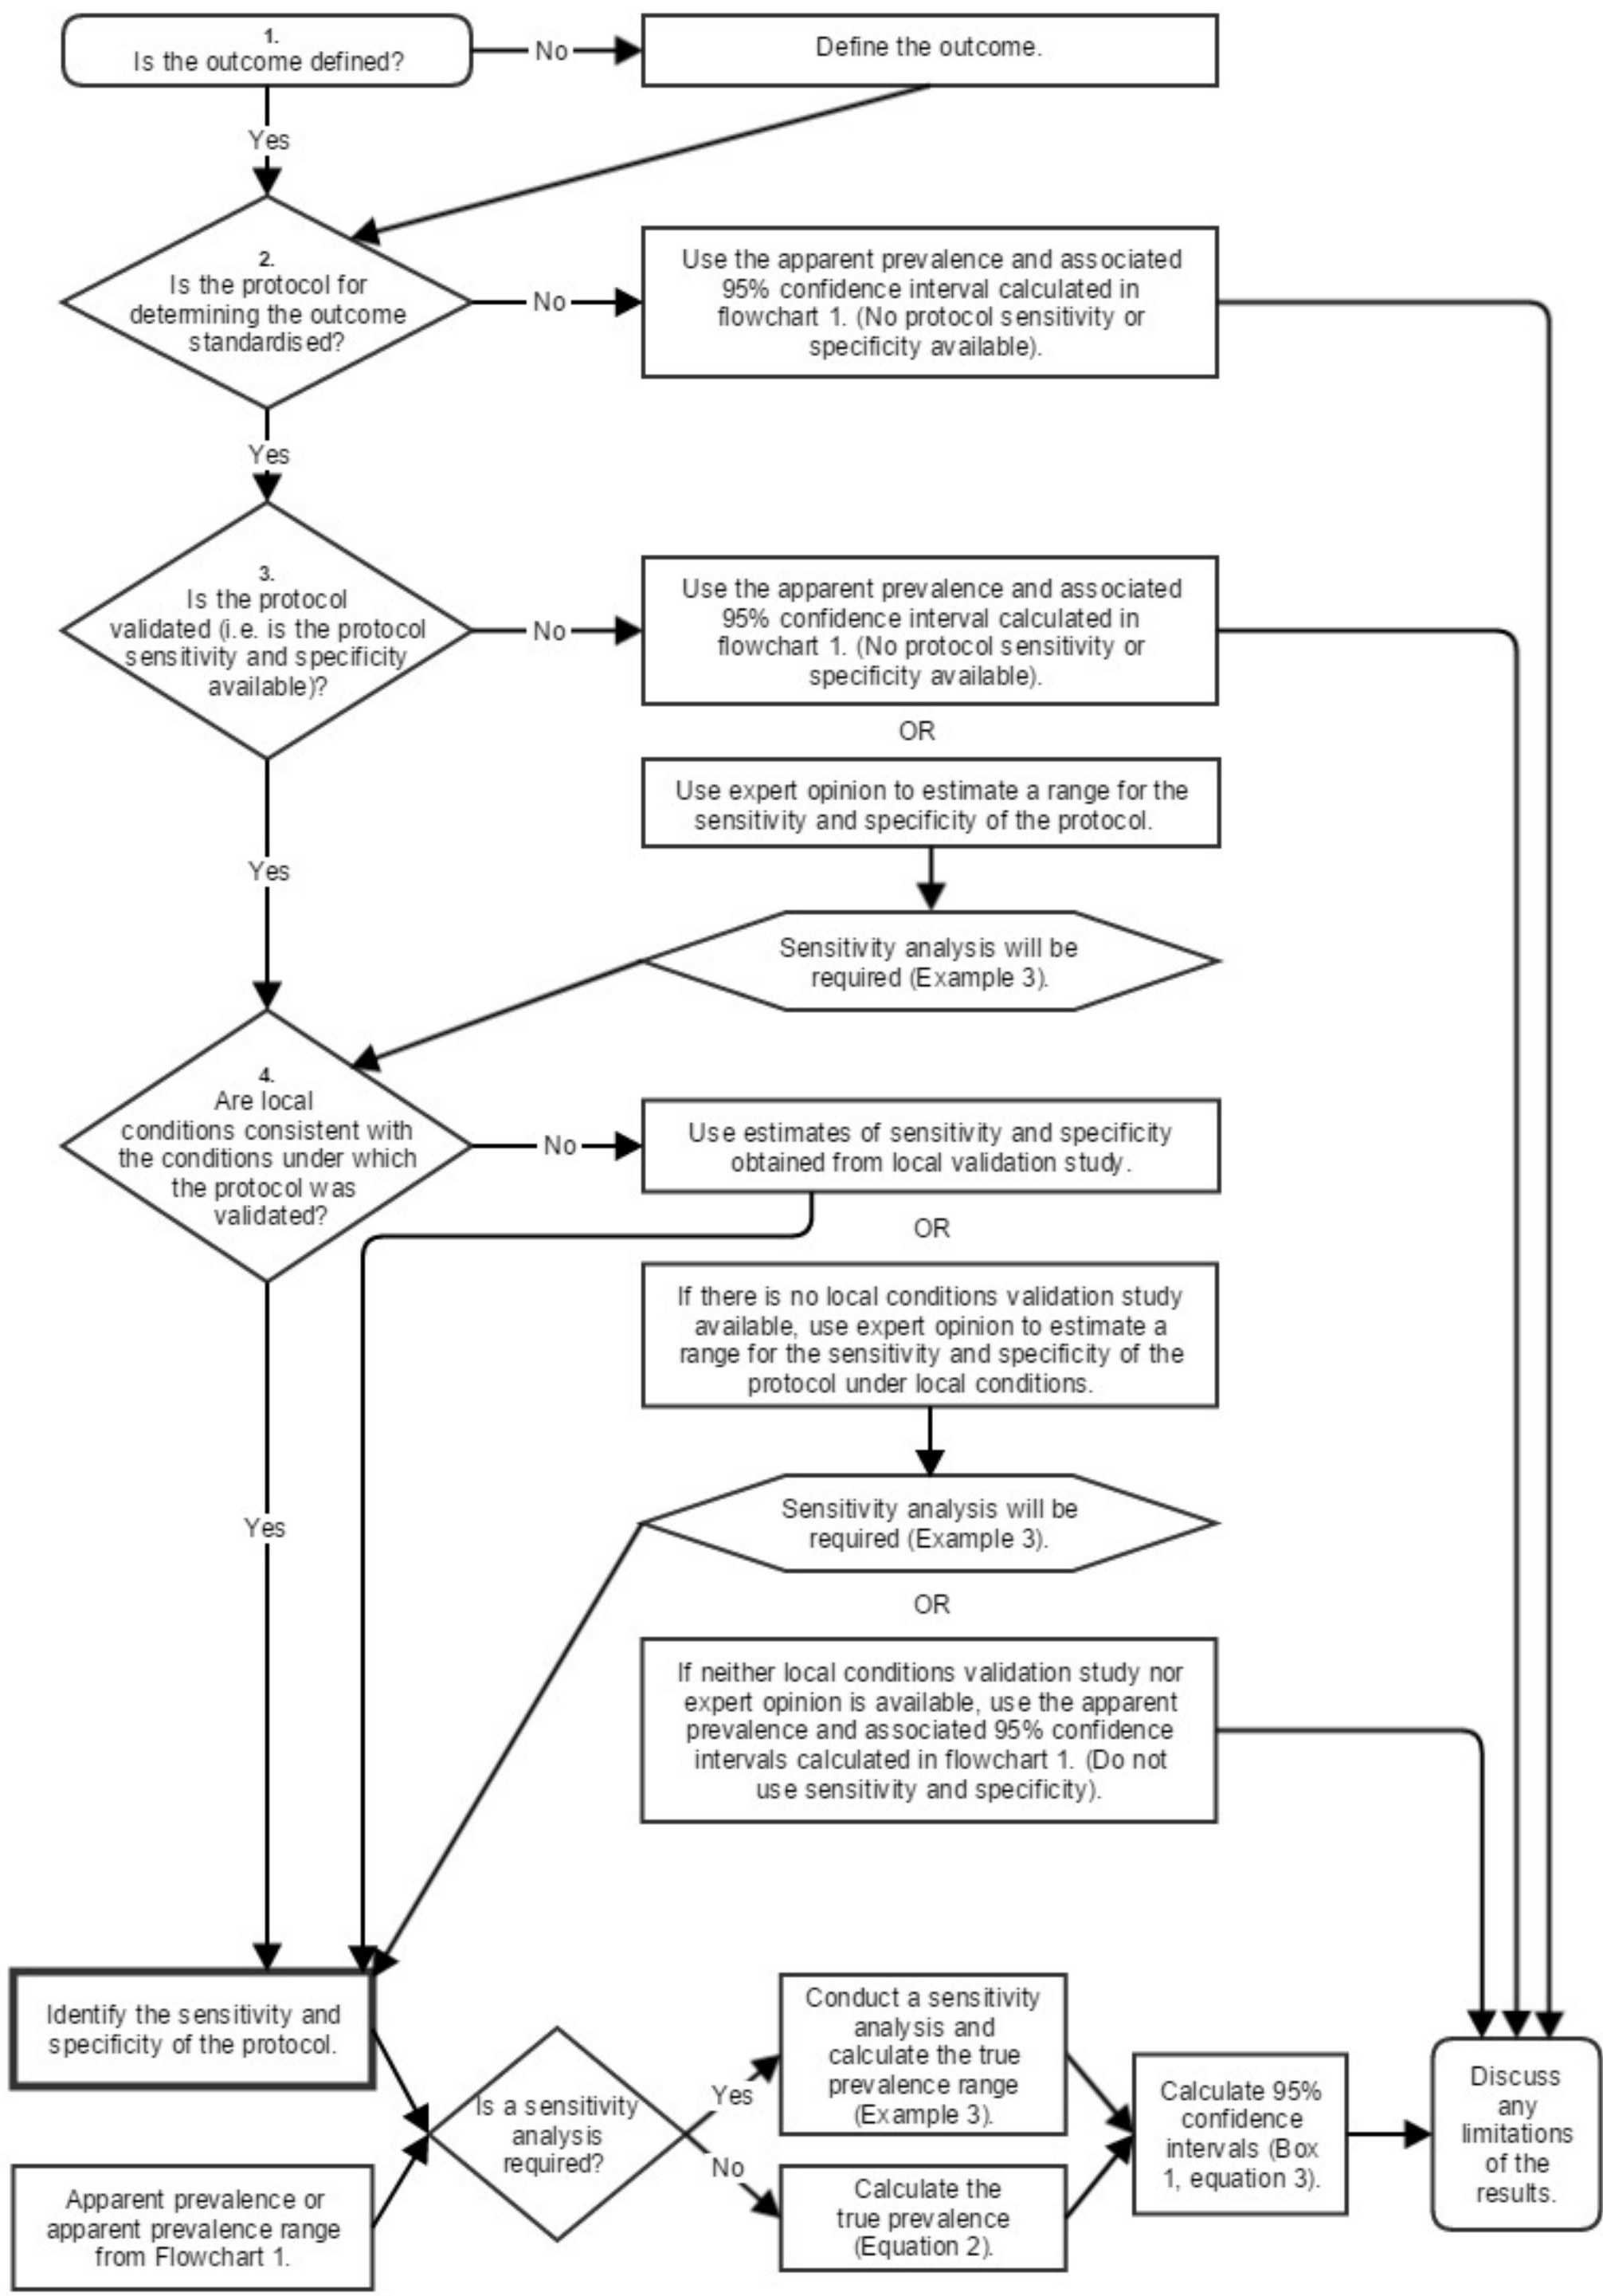 1.
Is the outcome defined?
No
Define the outcome.
Yes
2.
Is the protocol for
determining the outcome
standardised?
No
Use the apparent prevalence and associated
95% confidence interval calculated in
flowchart 1. (No protocol sensitivity or
specificity available).
Yes
3.
Is the protocol
validated (i.e. is the protocol
sensitivity and specificity
available)?
No
Use the apparent prevalence and associated
95% confidence interval calculated in
flowchart 1. (No protocol sensitivity or
specificity available).
OR
Use expert opinion to estimate a range for the
sensitivity and specificity of the protocol.
Yes
Sensitivity analysis will be
required (Example 3).
4.
Are local
conditions consistent with
the conditions under which
the protocol was
validated?
No
Use estimates of sensitivity and specificity
obtained from local validation study.
OR
If there is no local conditions validation study
available, use expert opinion to estimate a
range for the sensitivity and specificity of the
protocol under local conditions.
Yes
Sensitivity analysis will be
required (Example 3).
OR
If neither local conditions validation study nor
expert opinion is available, use the apparent
prevalence and associated 95% confidence
intervals calculated in flowchart 1. (Do not
use sensitivity and specificity).
Identify the sensitivity and
specificity of the protocol.
Apparent prevalence or
apparent prevalence range
from Flowchart 1.
Is a sensitivity
analysis
required?
Yes
No
Conduct a sensitivity
analysis and
calculate the true
prevalence range
(Example 3).
Calculate the
true prevalence
(Equation 2).
Calculate 95%
confidence
intervals (Box
1, equation 3).
Discuss
any
limitations
of the
results.